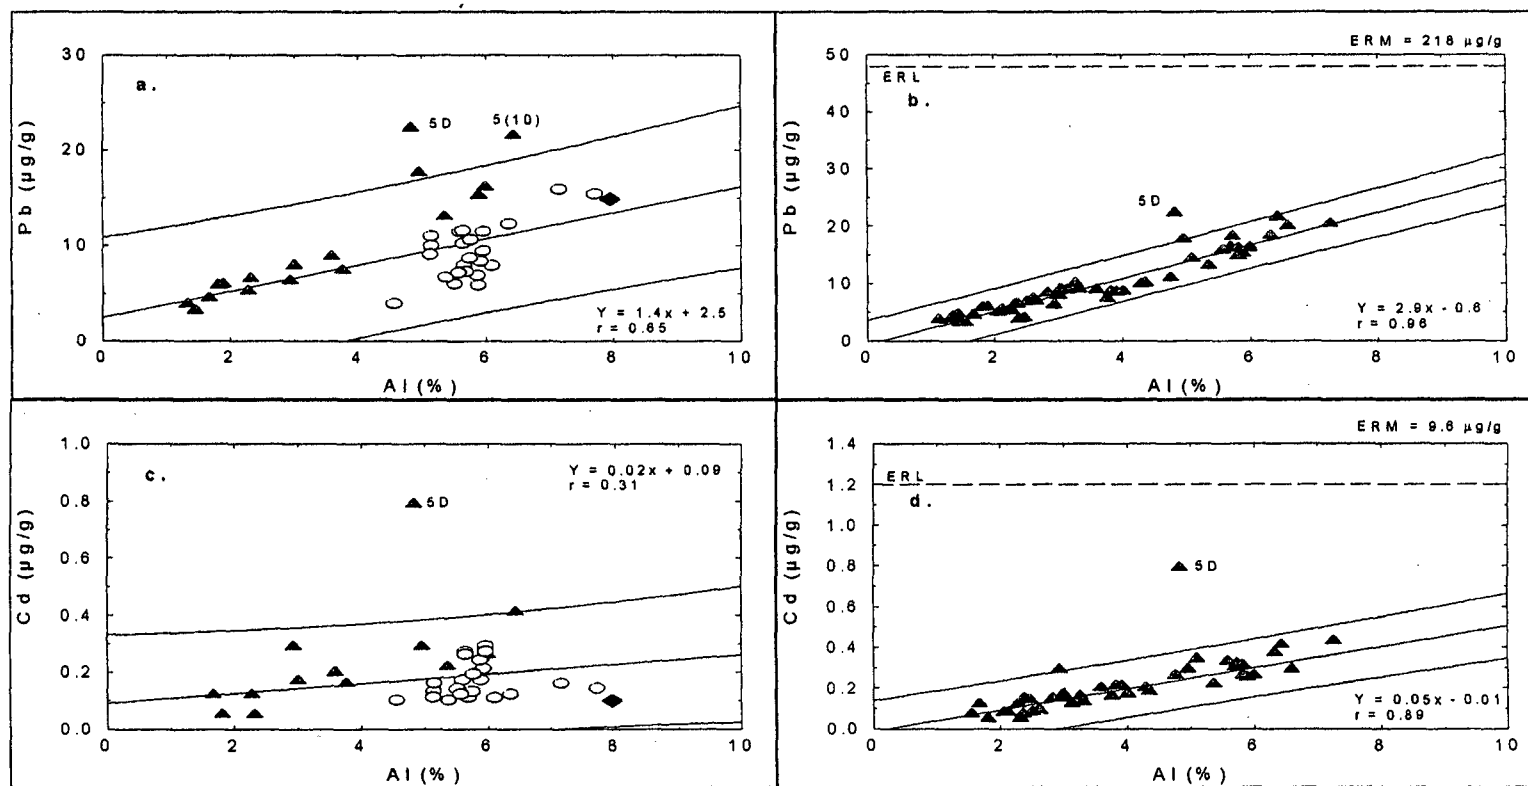 30
20
10
0
Pb (µg/g)
a.
5D
5(10)
Y = 1.4x + 2.5
r = 0.65
0 2 4 6 8 10
Al (%)
ERM = 218 µg/g
50
40
30
20
10
0
Pb (µg/g)
ERL
b.
5D
Y = 2.9x - 0.6
r = 0.96
0 2 4 6 8 10
Al (%)
1.0
0.8
0.6
0.4
0.2
0.0
Cd (µg/g)
c.
Y = 0.02x + 0.09
r = 0.31
5D
0 2 4 6 8 10
Al (%)
ERM = 9.6 µg/g
1.4
1.2
1.0
0.8
0.6
0.4
0.2
0.0
Cd (µg/g)
ERL
d.
5D
Y = 0.05x - 0.01
r = 0.89
0 2 4 6 8 10
Al (%)